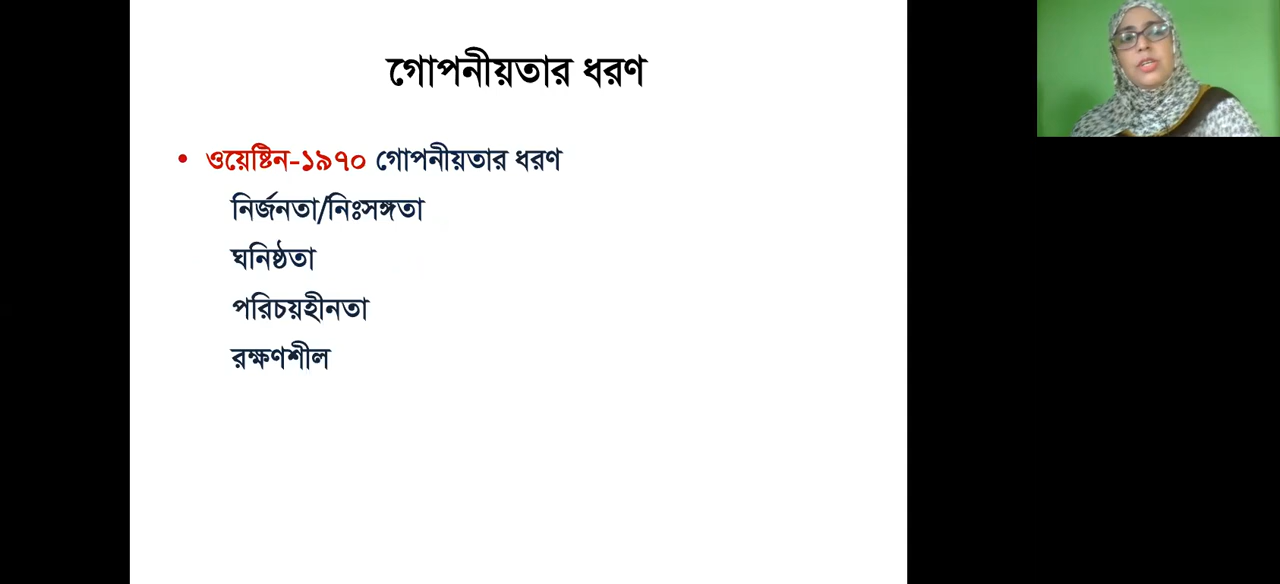 গোপনীয়তার ধরণ
• ওয়েষ্টিন-১৯৭০ গোপনীয়তার ধরণ
নির্জনতা/নিঃসঙ্গতা
ঘনিষ্ঠতা
পরিচয়হীনতা
রক্ষণশীল